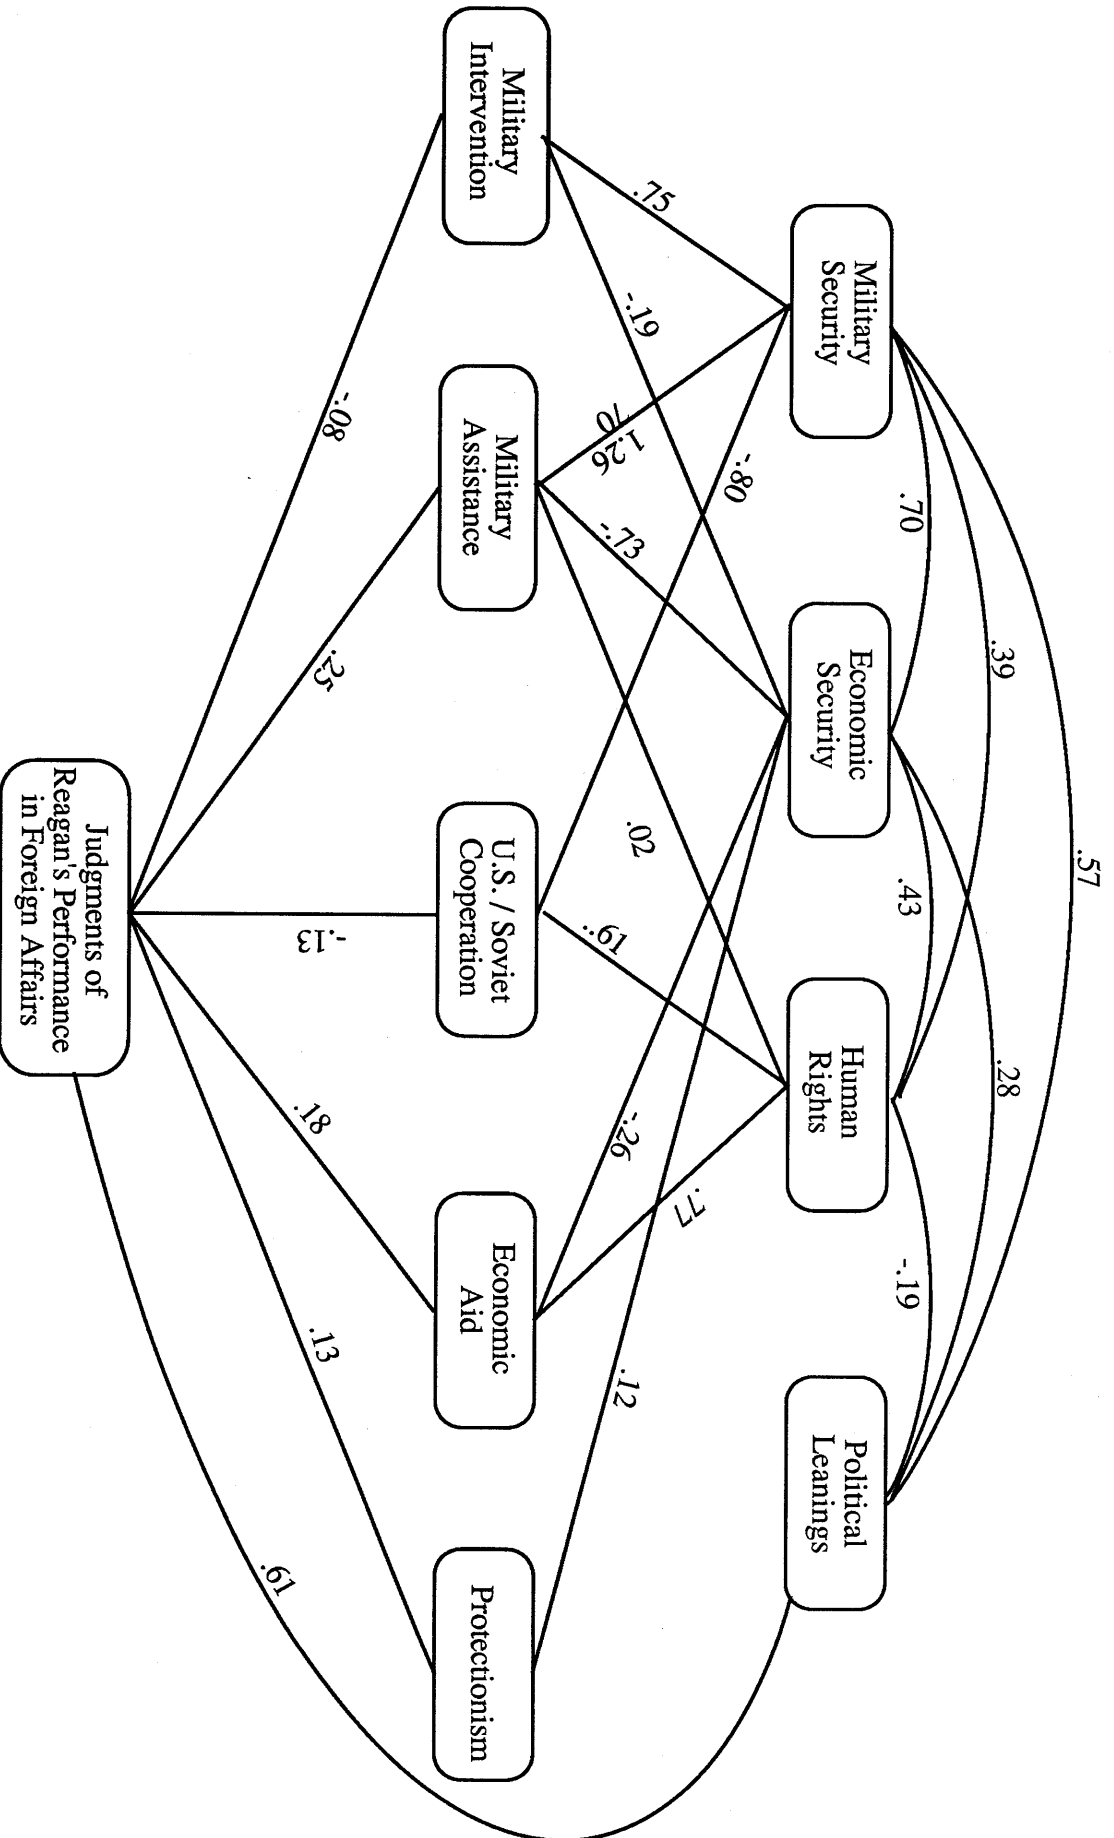 .57
.39
.28
.70
.43
-.19
Military
Security
Economic
Security
Human
Rights
Political
Leanings
-.80
.77
.75
-.19
.70
1.26
-.73
.02
..61
-.26
.12
Military
Intervention
Military
Assistance
U.S. / Soviet
Cooperation
Economic
Aid
Protectionism
-.08
.25
-.13
.18
.13
.61
Judgments of
Reagan's Performance
in Foreign Affairs